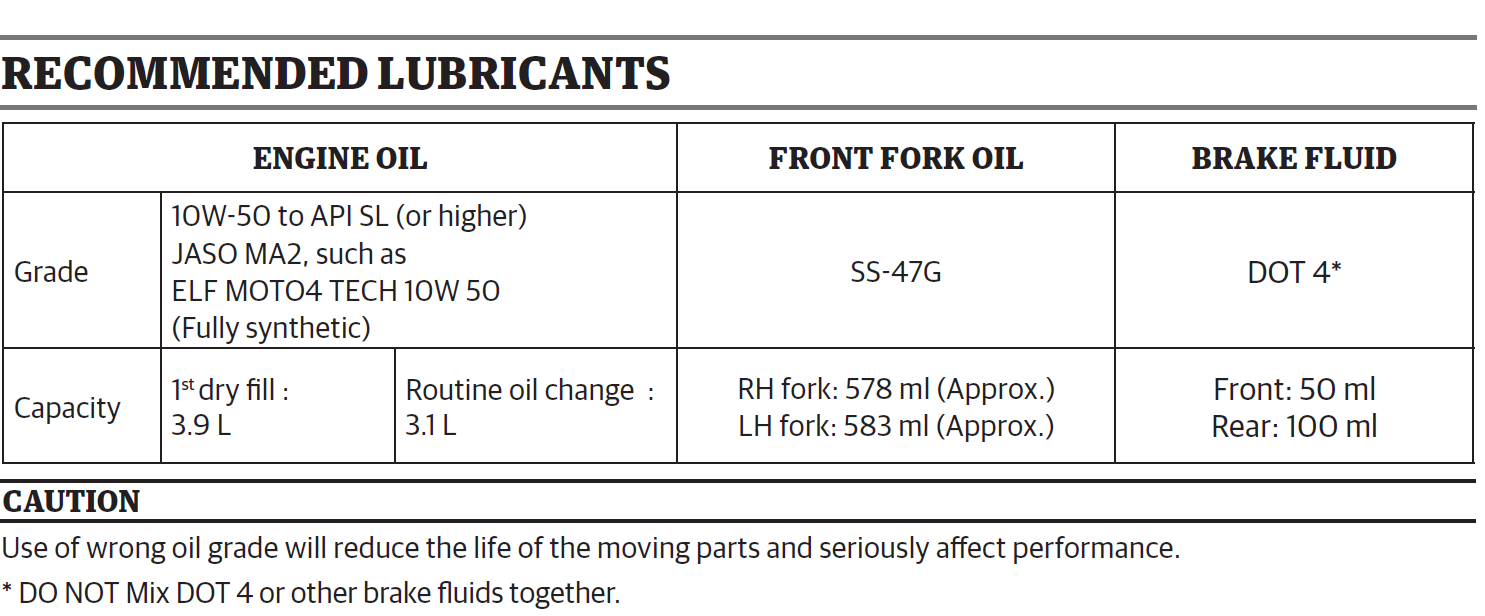 RECOMMENDED LUBRICANTS
ENGINE OIL
FRONT FORK OIL
BRAKE FLUID
Grade
10W-50 to API SL (or higher)
JASO MA2, such as
ELF MOTO4 TECH 10W 50
(Fully synthetic)
SS-47G
DOT 4*
Capacity
1st dry fill :
3.9 L
Routine oil change :
3.1 L
RH fork: 578 ml (Approx.)
LH fork: 583 ml (Approx.)
Front: 50 ml
Rear: 100 ml
CAUTION
Use of wrong oil grade will reduce the life of the moving parts and seriously affect performance.
* DO NOT Mix DOT 4 or other brake fluids together.